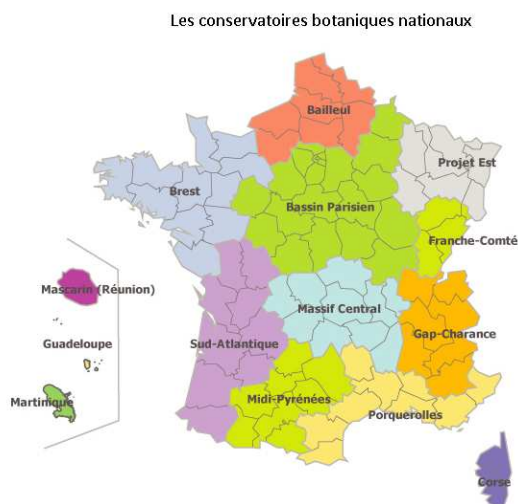 Les conservatoires botaniques nationaux
Bailleul
Projet Est
Brest
Bassin Parisien
Franche-Comté
Mascarin (Réunion)
Massif Central
Gap-Charance
Guadeloupe
Sud-Atlantique
Martinique
Midi-Pyrénées
Porquerolles
Corse